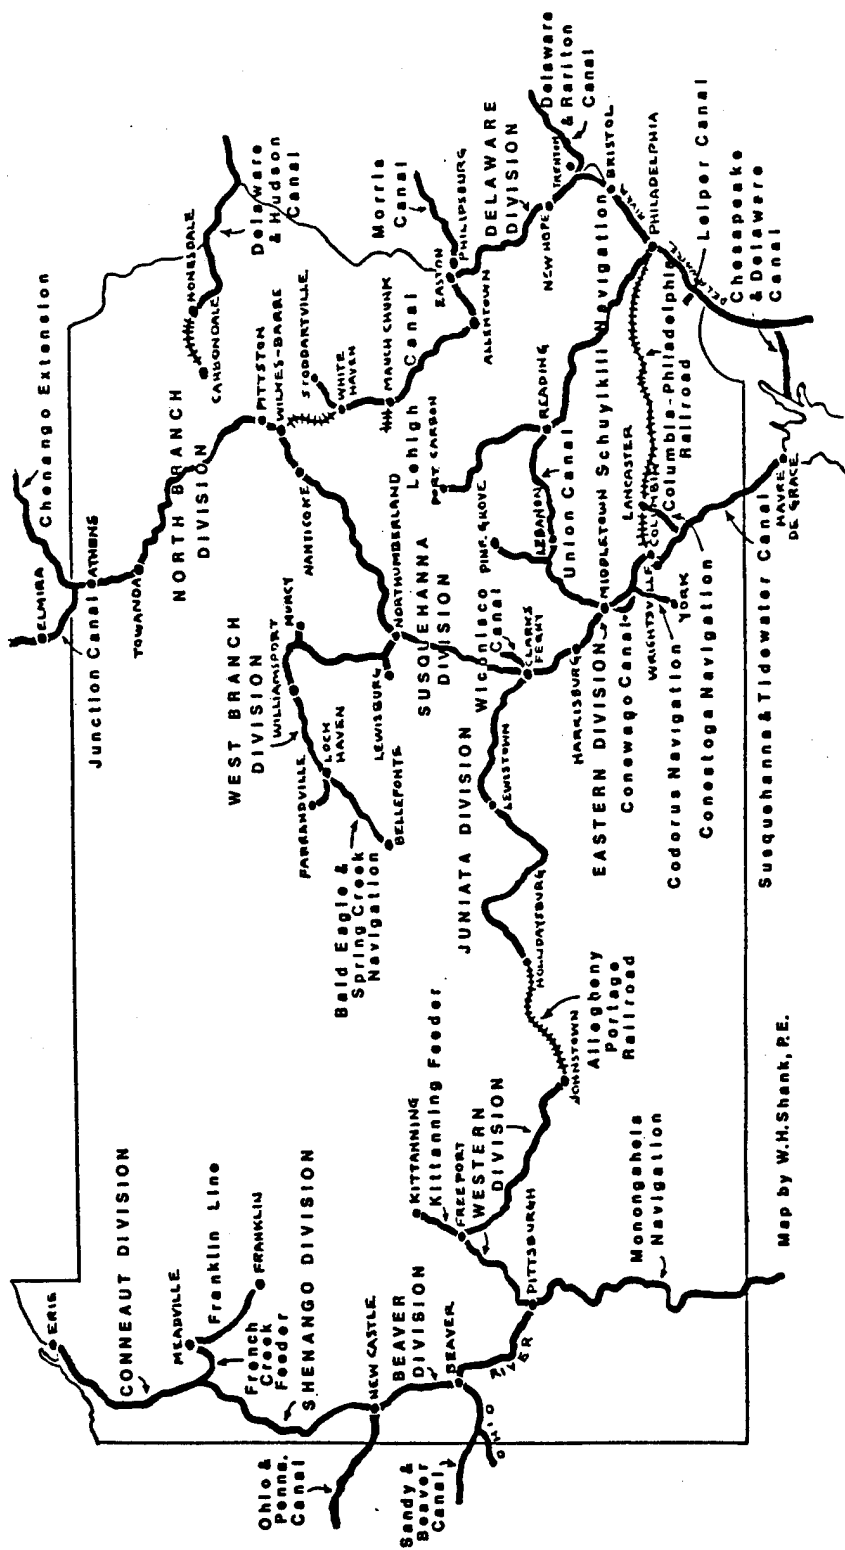 Chenango Extension
ELMIRA
Junction Canal
ATHENS
TOWANDA
NORTH BRANCH
DIVISION
HONESDALE
CARBONDALE
Delaware
& Hudson
Canal
PITTSTON
WILKES-BARRE
NANTICOKE
STODDARTVILLE
WHITE
HAVEN
MAUCH CHUNK
Lehigh Canal
Morris
Canal
EASTON
PHILIPSBURG
ALLENTOWN
DELAWARE
DIVISION
NEW HOPE
TRENTON
Delaware
& Rariton
Canal
BRISTOL
PHILADELPHIA
DELAWARE RIVER
Leiper Canal
Chesapeake
& Delaware
Canal
PORT CARBON
READING
Schuylkill Navigation
Columbia-Philadelphia
Railroad
PINE GROVE
LEBANON
Union Canal
LANCASTER
COLUMBIA
MIDDLETOWN
WRIGHTSVILLE
YORK
HAVRE
DE GRACE
WEST BRANCH
DIVISION
WILLIAMSPORT
MUNCY
LOCH
HAVEN
FARRANDVILLE
BELLEFONTE
Bald Eagle &
Spring Creek
Navigation
LEWISBURG
NORTHUMBERLAND
SUSQUEHANNA
DIVISION
Wiconisco
Canal
CLARKS
FERRY
HARRISBURG
EASTERN DIVISION
Conewago Canal
Codorus Navigation
Conestoga Navigation
Susquehanna & Tidewater Canal
JUNIATA DIVISION
LEWISTOWN
HOLLIDAYSBURG
Allegheny
Portage
Railroad
JOHNSTOWN
KITTANNING
Kittanning Feeder
FREEPORT
WESTERN
DIVISION
PITTSBURGH
Monongahela
Navigation
ERIE
CONNEAUT DIVISION
MEADVILLE
Franklin Line
FRANKLIN
French
Creek
Feeder
SHENANGO DIVISION
NEW CASTLE
BEAVER
DIVISION
BEAVER
OHIO RIVER
Ohio &
Penna.
Canal
Sandy &
Beaver
Canal
Map by W.H. Shank, P.E.